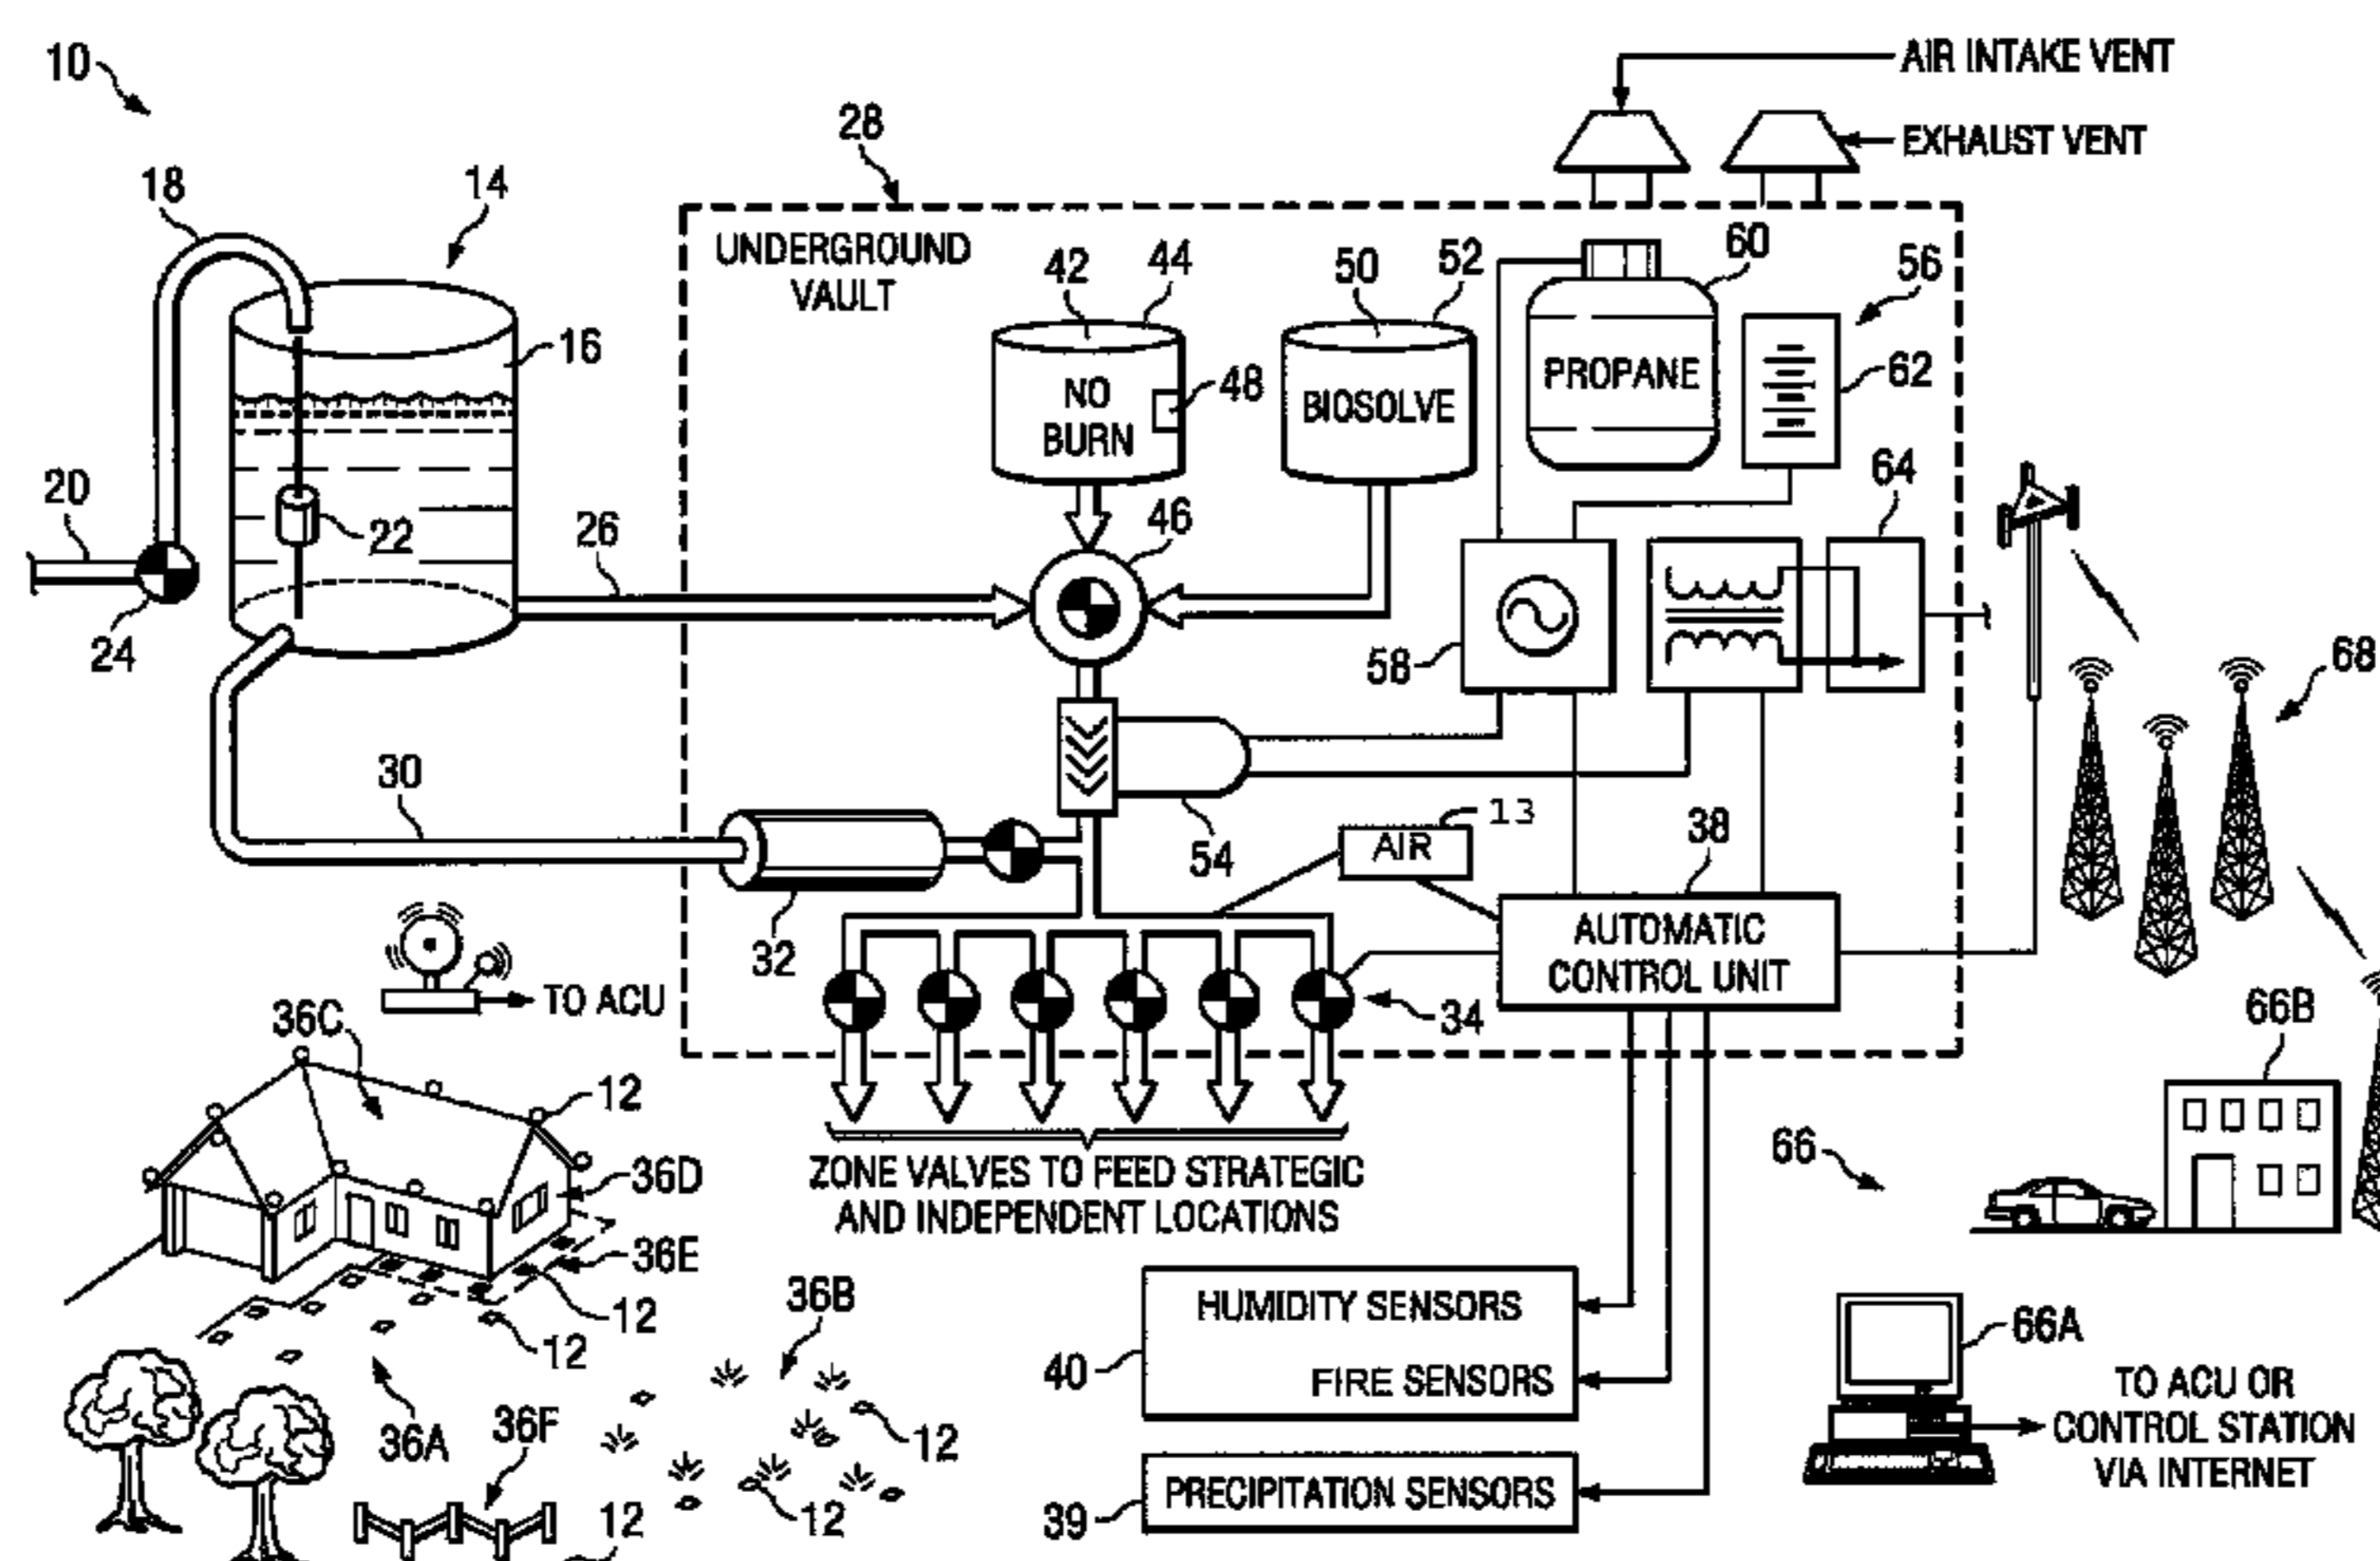 10
AIR INTAKE VENT
EXHAUST VENT
28
18
14
UNDERGROUND
VAULT
42
44
50
52
60
56
16
NO
BURN
48
BIOSOLVE
PROPANE
62
20
22
26
46
64
24
58
68
30
54
13
AIR
38
32
AUTOMATIC
CONTROL UNIT
TO ACU
34
36C
66B
12
36D
ZONE VALVES TO FEED STRATEGIC
AND INDEPENDENT LOCATIONS
66
36E
12
12
36B
HUMIDITY SENSORS
FIRE SENSORS
40
66A
36A
36F
12
TO ACU OR
CONTROL STATION
VIA INTERNET
PRECIPITATION SENSORS
39
12
12